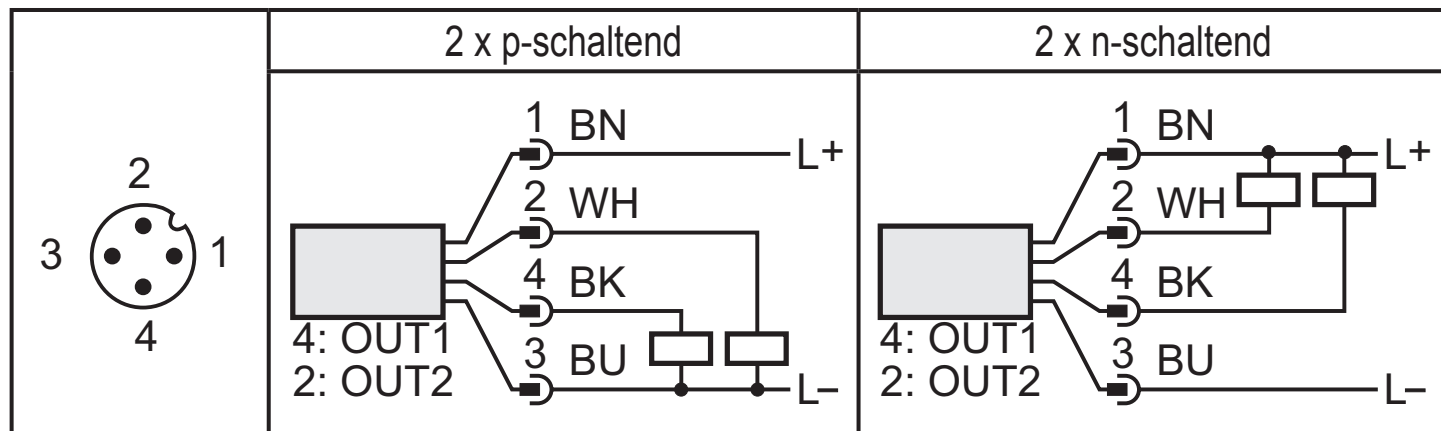 2 x p-schaltend
2 x n-schaltend
2
3
1
4
1 BN
L+
2 WH
4 BK
4: OUT1
3 BU
2: OUT2
L–
1 BN
L+
2 WH
4 BK
4: OUT1
3 BU
2: OUT2
L–